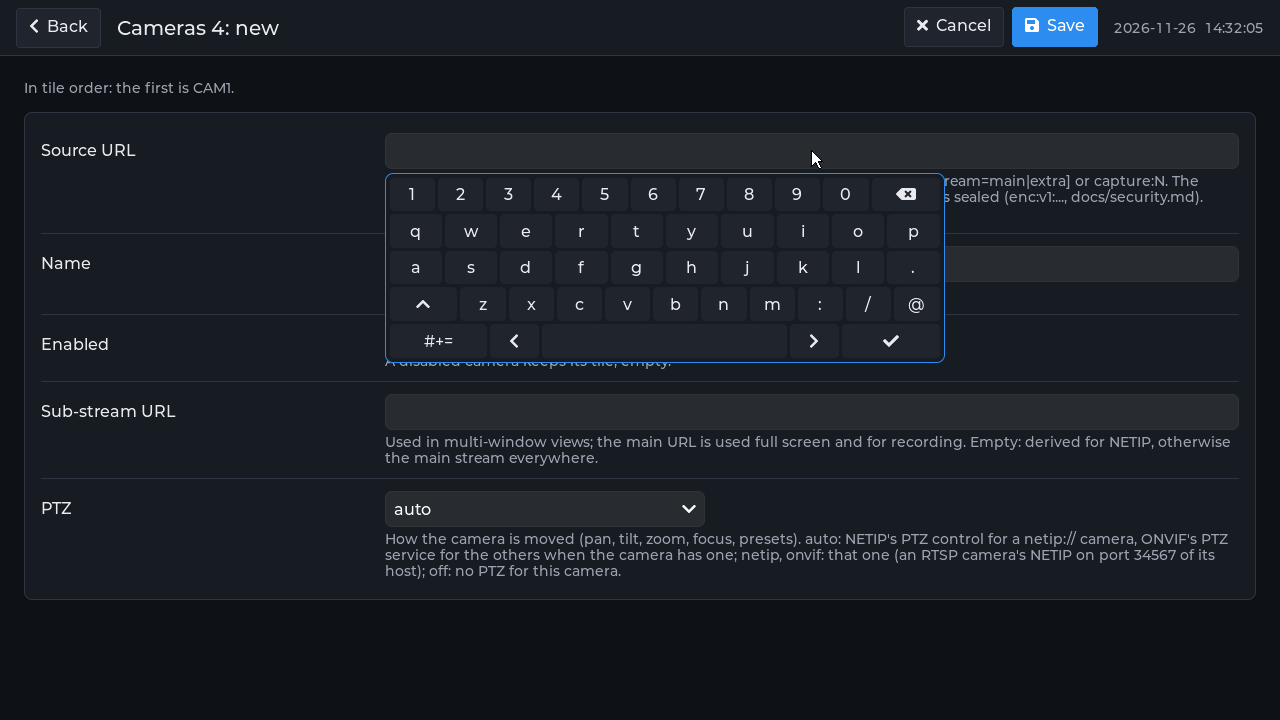 Back
Cameras 4: new
Cancel
Save
2026-11-26 14:32:05
In tile order: the first is CAM1.
Source URL
1 2 3 4 5 6 7 8 9 0
q w e r t y u i o p
a s d f g h j k l .
z x c v b n m : / @
#+=
ream=main|extra] or capture:N. The
sealed (enc:v1:..., docs/security.md).
Name
Enabled
A disabled camera keeps its tile, empty.
Sub-stream URL
Used in multi-window views; the main URL is used full screen and for recording. Empty: derived for NETIP, otherwise
the main stream everywhere.
PTZ
auto
How the camera is moved (pan, tilt, zoom, focus, presets). auto: NETIP's PTZ control for a netip:// camera, ONVIF's PTZ
service for the others when the camera has one; netip, onvif: that one (an RTSP camera's NETIP on port 34567 of its
host); off: no PTZ for this camera.